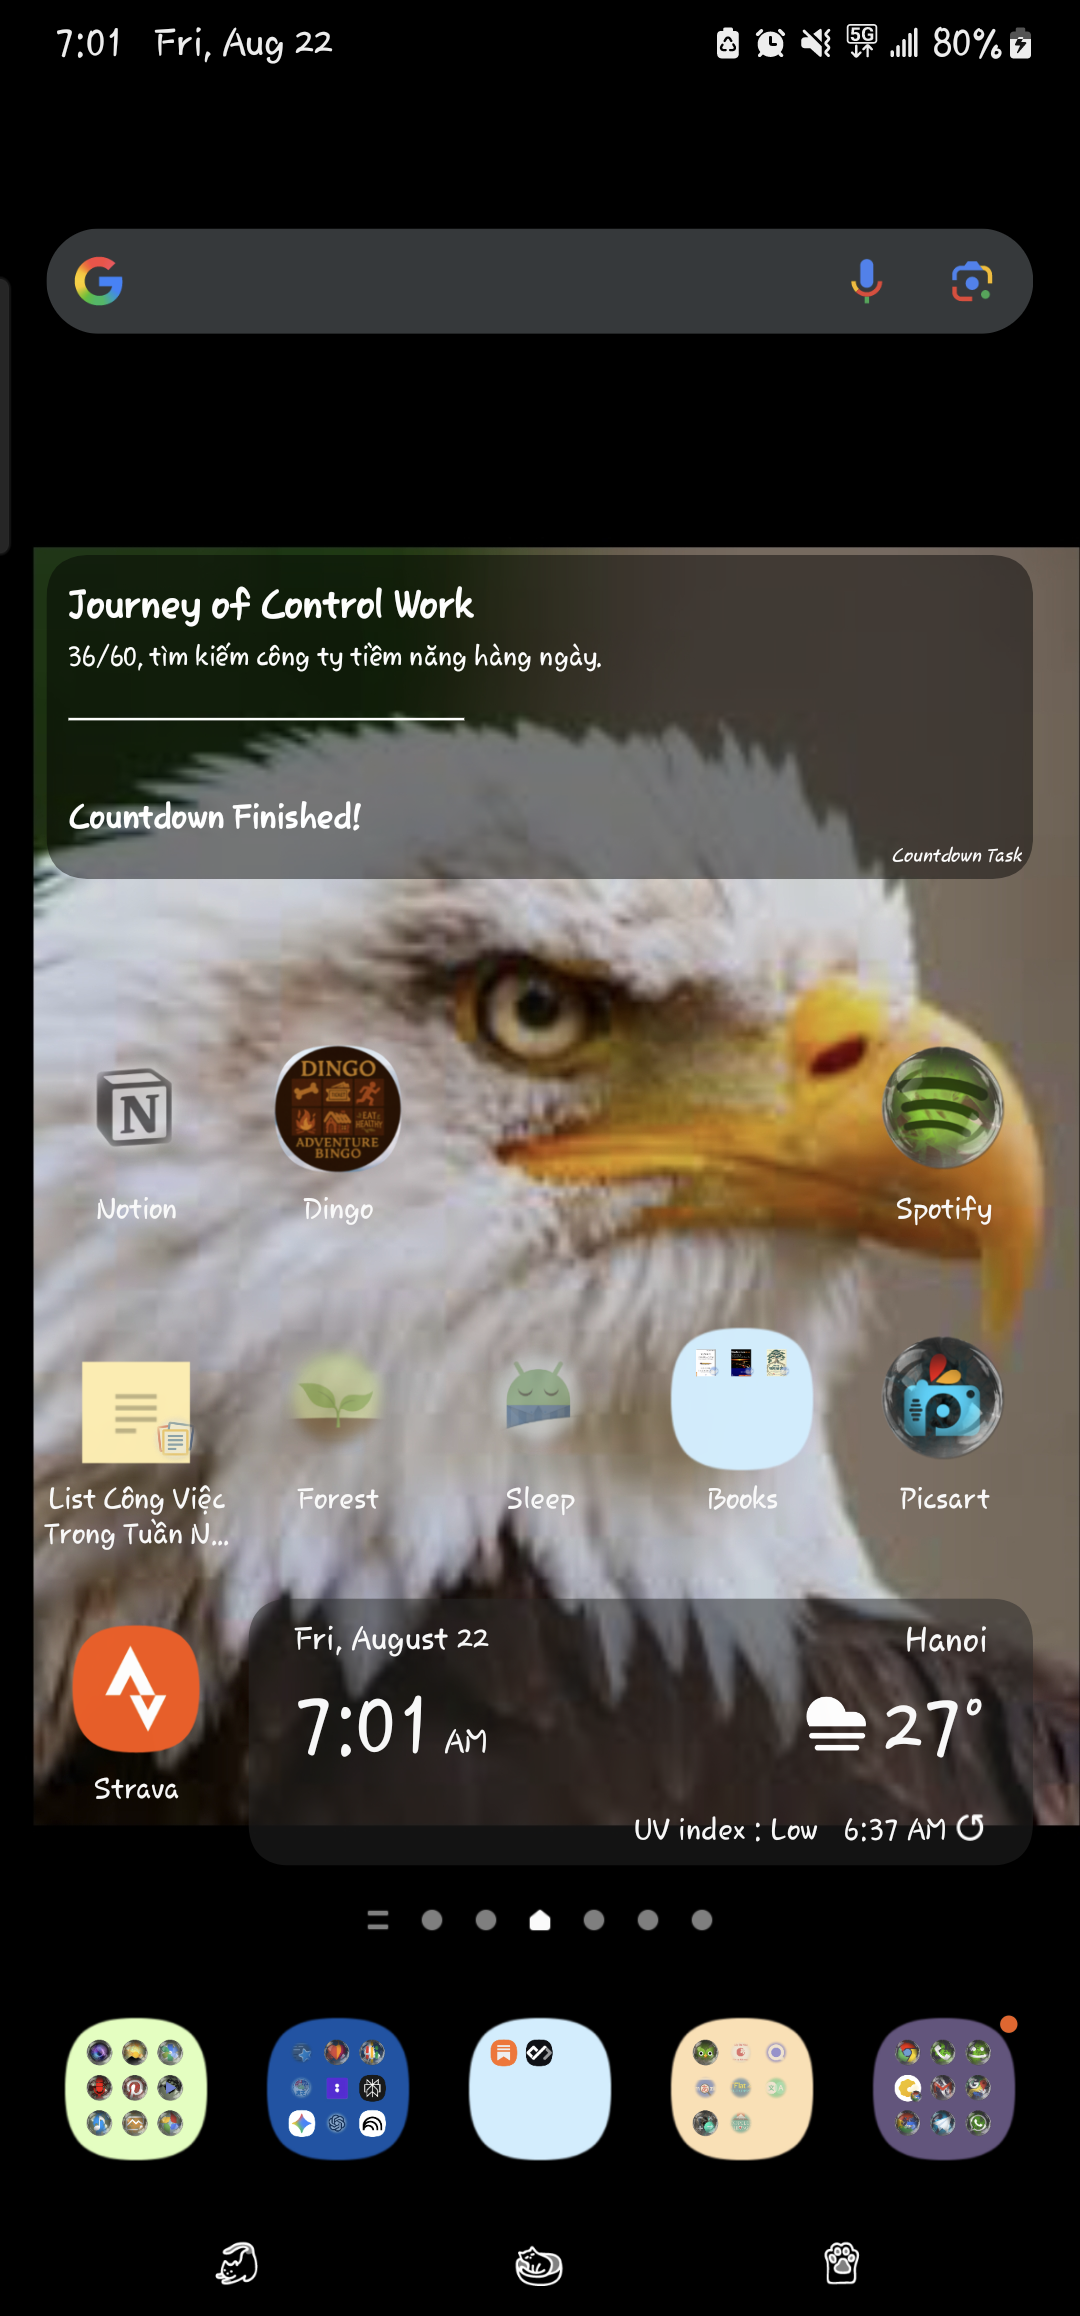 7:01 Fri, Aug 22
5G
80%
Journey of Control Work
36/60, tìm kiếm công ty tiềm năng hàng ngày.
Countdown Finished!
Countdown Task
DINGO
EAT
HEALTHY
ADVENTURE
BINGO
Notion
Dingo
Spotify
List Công Việc
Trong Tuần N...
Forest
Sleep
Books
Picsart
Strava
Fri, August 22
Hanoi
7:01 AM
27°
UV index : Low 6:37 AM